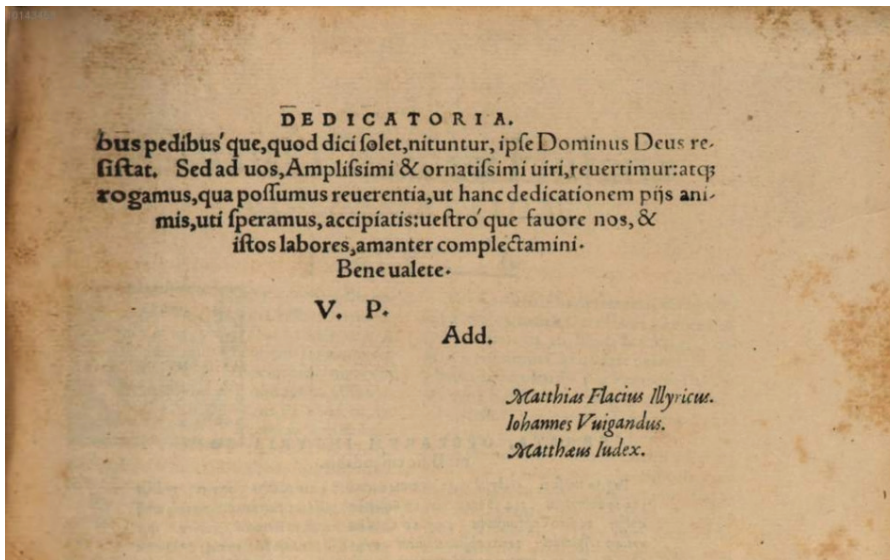 DEDICATORIA.
bus pedibus´que, quod dici ſolet, nituntur, ipſe Dominus Deus re-
ſiſtat. Sed ad uos, Ampliſsimi & ornatiſsimi uiri, reuertimur: atq́;
rogamus, qua poſſumus reuerentia, ut hanc dedicationem pijs ani-
mis, uti ſperamus, accipiatis: ueſtro´que fauore nos, &
iſtos labores, amanter complectamini.
Bene ualete.
V. P.
Add.
Matthias Flacius Illyricus.
Iohannes Vuigandus.
Matthæus Iudex.